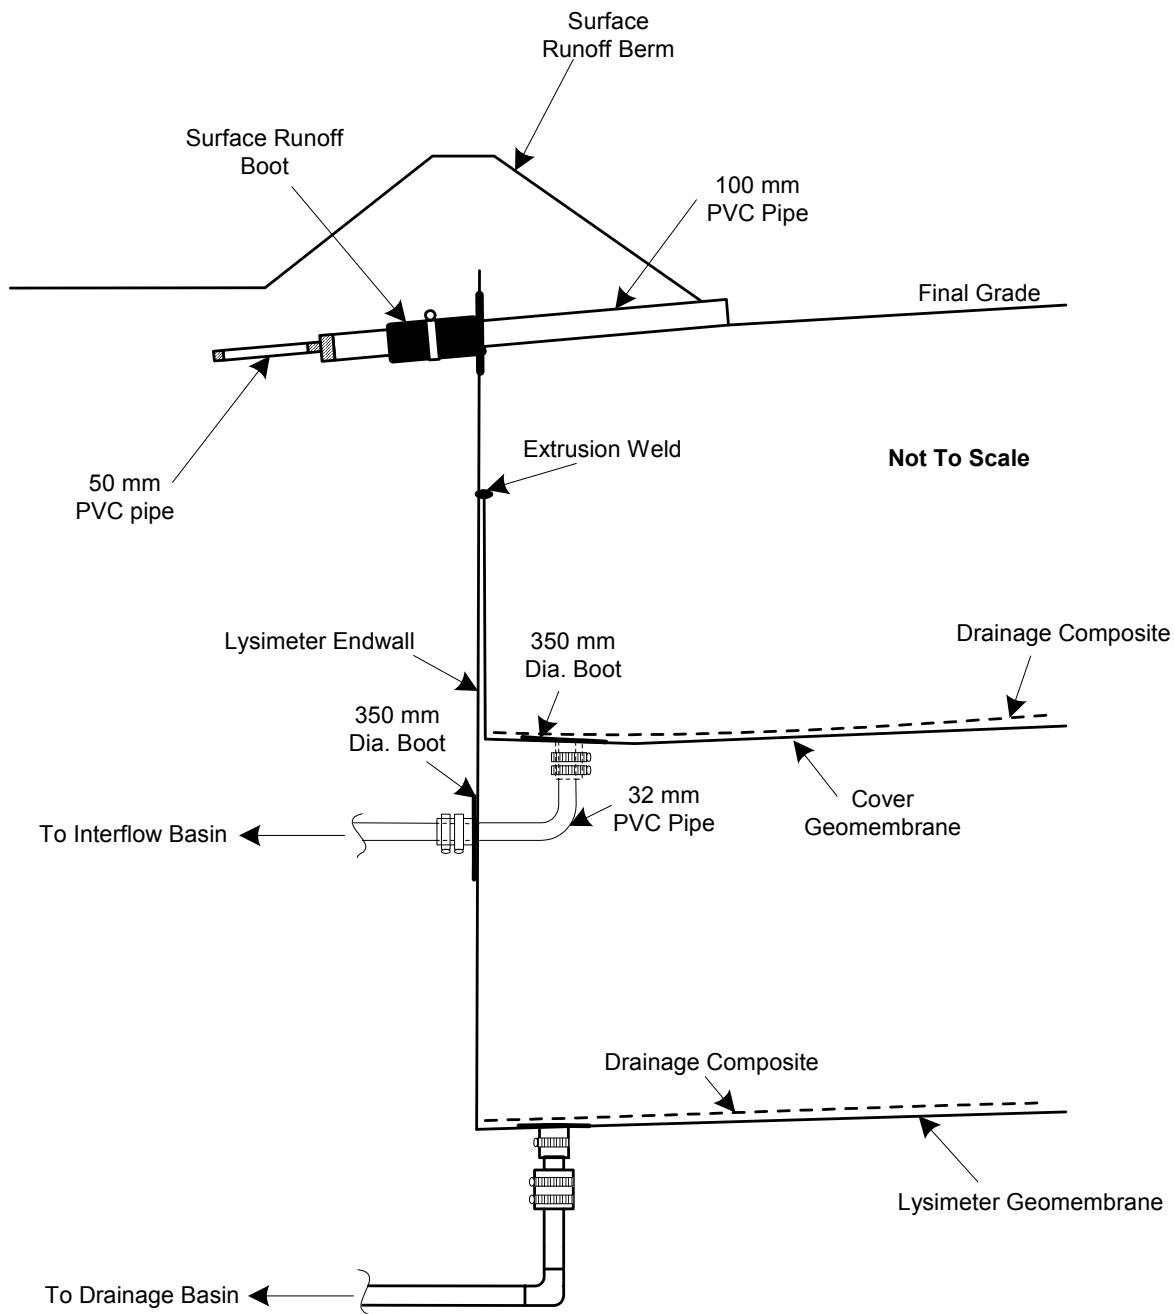 Surface
Runoff Berm
Surface Runoff
Boot
100 mm
PVC Pipe
Final Grade
50 mm
PVC pipe
Extrusion Weld
Not To Scale
Lysimeter Endwall
350 mm
Dia. Boot
Drainage Composite
350 mm
Dia. Boot
32 mm
PVC Pipe
Cover
Geomembrane
To Interflow Basin
Drainage Composite
Lysimeter Geomembrane
To Drainage Basin